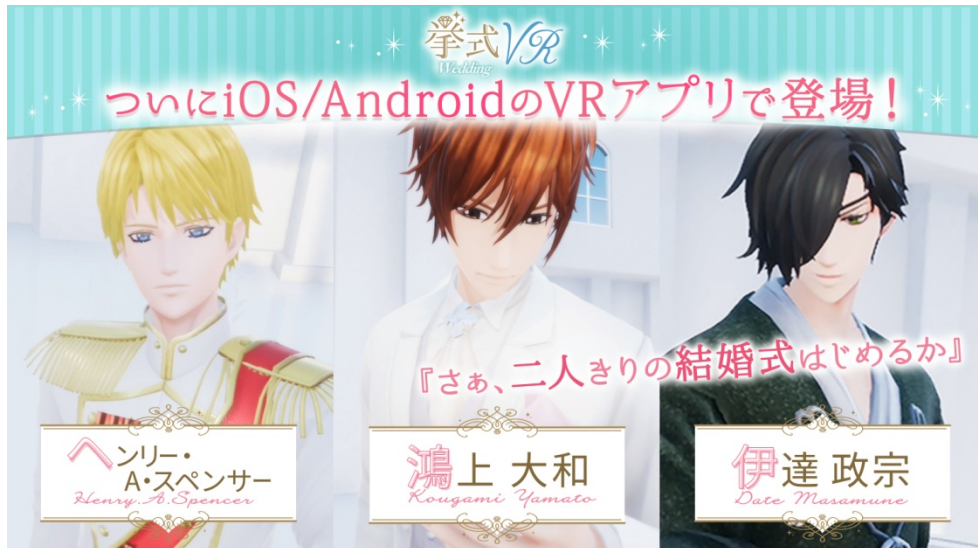 挙式VR
Wedding
ついにiOS/AndroidのVRアプリで登場!
『さぁ、二人きりの結婚式はじめるか』
ヘンリー・
A・スペンサー
Henry.A.Spencer
鴻上 大和
Kougami Yamato
伊達 政宗
Date Masamune